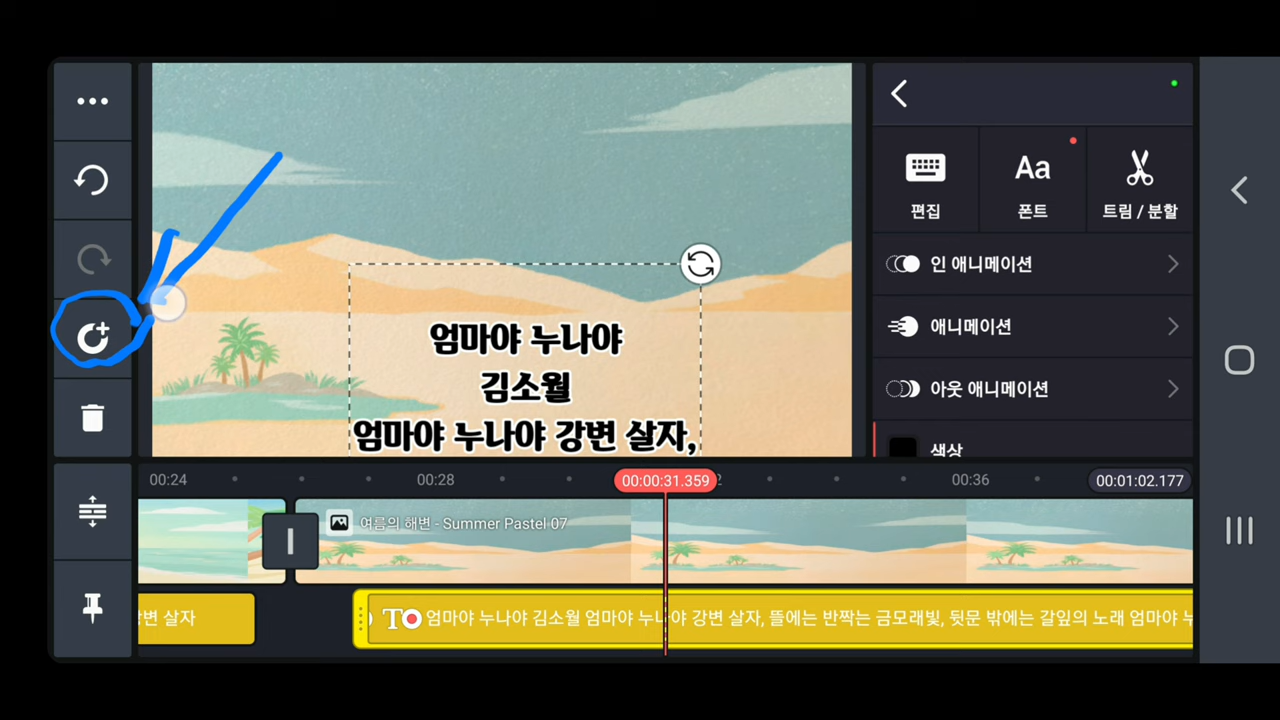 편집
Aa
폰트
트림 / 분할
인 애니메이션
애니메이션
아웃 애니메이션
색상
엄마야 누나야
김소월
엄마야 누나야 강변 살자,
00:24
00:28
00:00:31.359
00:36
00:01:02.177
여름의 해변 - Summer Pastel 07
변 살자
엄마야 누나야 김소월 엄마야 누나야 강변 살자, 뜰에는 반짝는 금모래빛, 뒷문 밖에는 갈잎의 노래 엄마야 누